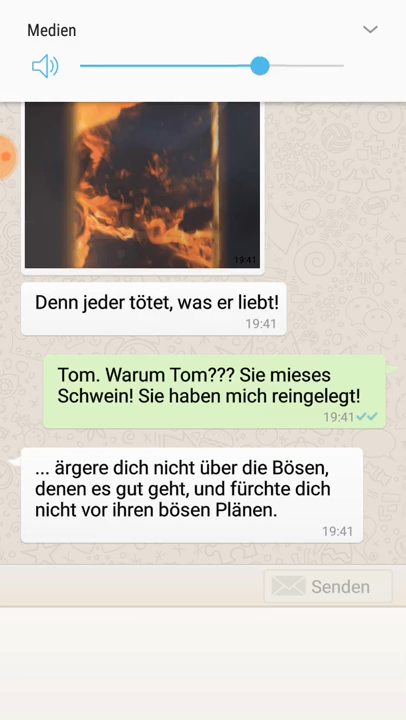 Medien
19:41
Denn jeder tötet, was er liebt!
19:41
Tom. Warum Tom??? Sie mieses
Schwein! Sie haben mich reingelegt!
19:41
... ärgere dich nicht über die Bösen,
denen es gut geht, und fürchte dich
nicht vor ihren bösen Plänen.
19:41
Senden